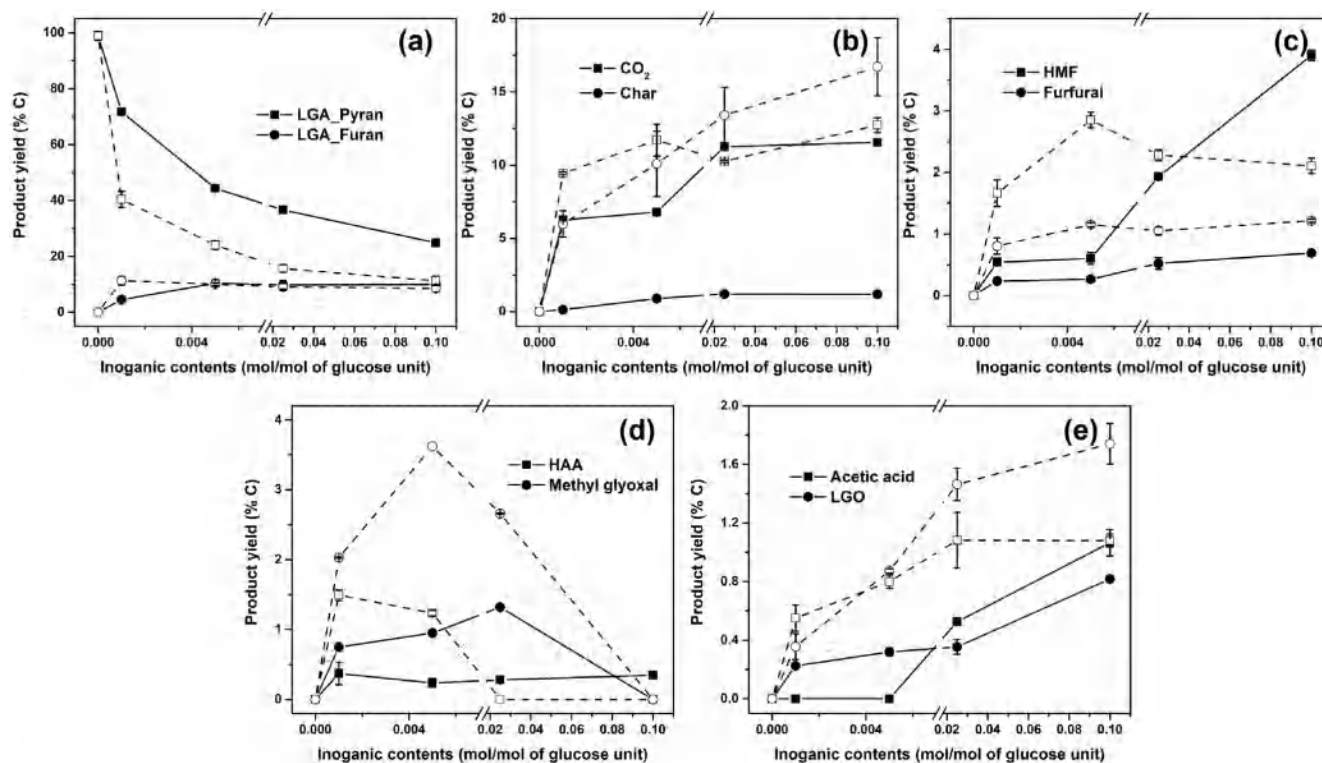 (a)
LGA_Pyran
LGA_Furan
Product yield (% C)
100
80
60
40
20
0
0.000 0.004 0.02 0.04 0.06 0.08 0.10
Inoganic contents (mol/mol of glucose unit)
(b)
CO2
Char
Product yield (% C)
20
15
10
5
0
0.000 0.004 0.02 0.04 0.06 0.08 0.10
Inoganic contents (mol/mol of glucose unit)
(c)
HMF
Furfural
Product yield (% C)
4
3
2
1
0
0.000 0.004 0.02 0.04 0.06 0.08 0.10
Inoganic contents (mol/mol of glucose unit)
(d)
HAA
Methyl glyoxal
Product yield (% C)
4
3
2
1
0
0.000 0.004 0.02 0.04 0.06 0.08 0.10
Inoganic contents (mol/mol of glucose unit)
(e)
Acetic acid
LGO
Product yield (% C)
2.0
1.6
1.2
0.8
0.4
0.0
0.000 0.004 0.02 0.04 0.06 0.08 0.10
Inoganic contents (mol/mol of glucose unit)